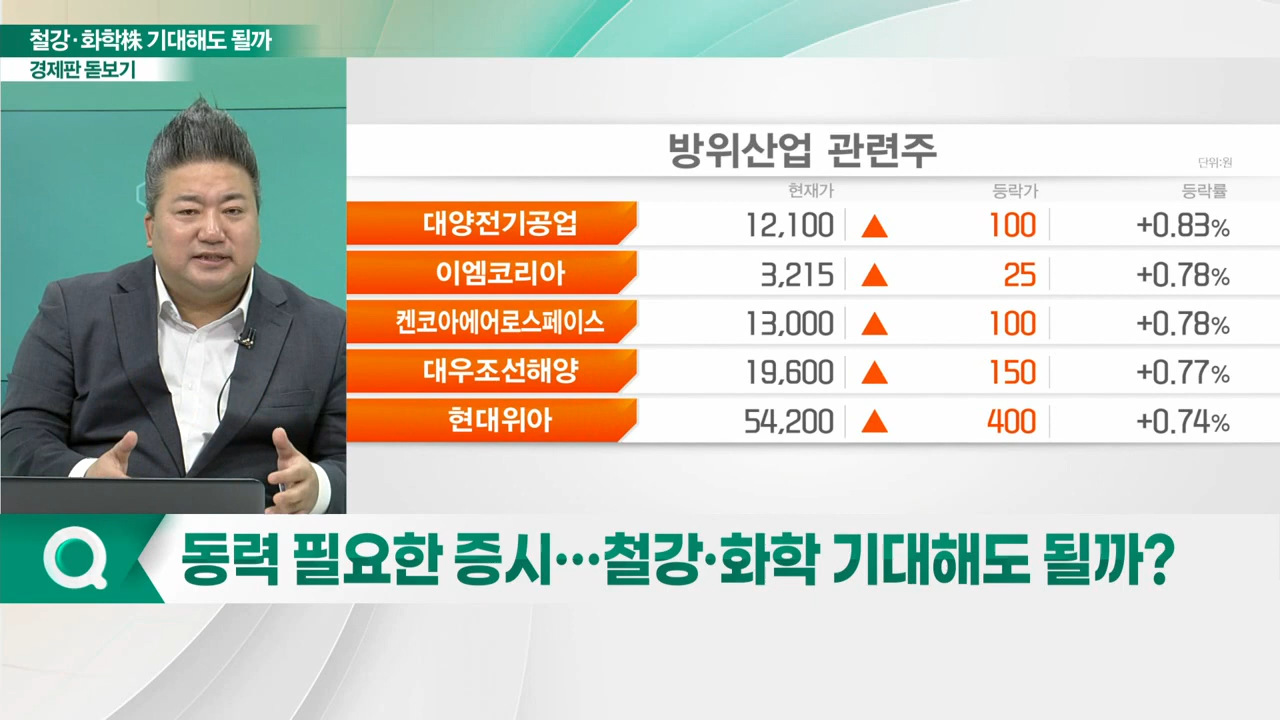 철강·화학株 기대해도 될까
경제판 돋보기
방위산업 관련주
단위:원
현재가 등락가 등락률
대양전기공업 12,100 ▲ 100 +0.83%
이엠코리아 3,215 ▲ 25 +0.78%
켄코아에어로스페이스 13,000 ▲ 100 +0.78%
대우조선해양 19,600 ▲ 150 +0.77%
현대위아 54,200 ▲ 400 +0.74%
동력 필요한 증시…철강·화학 기대해도 될까?